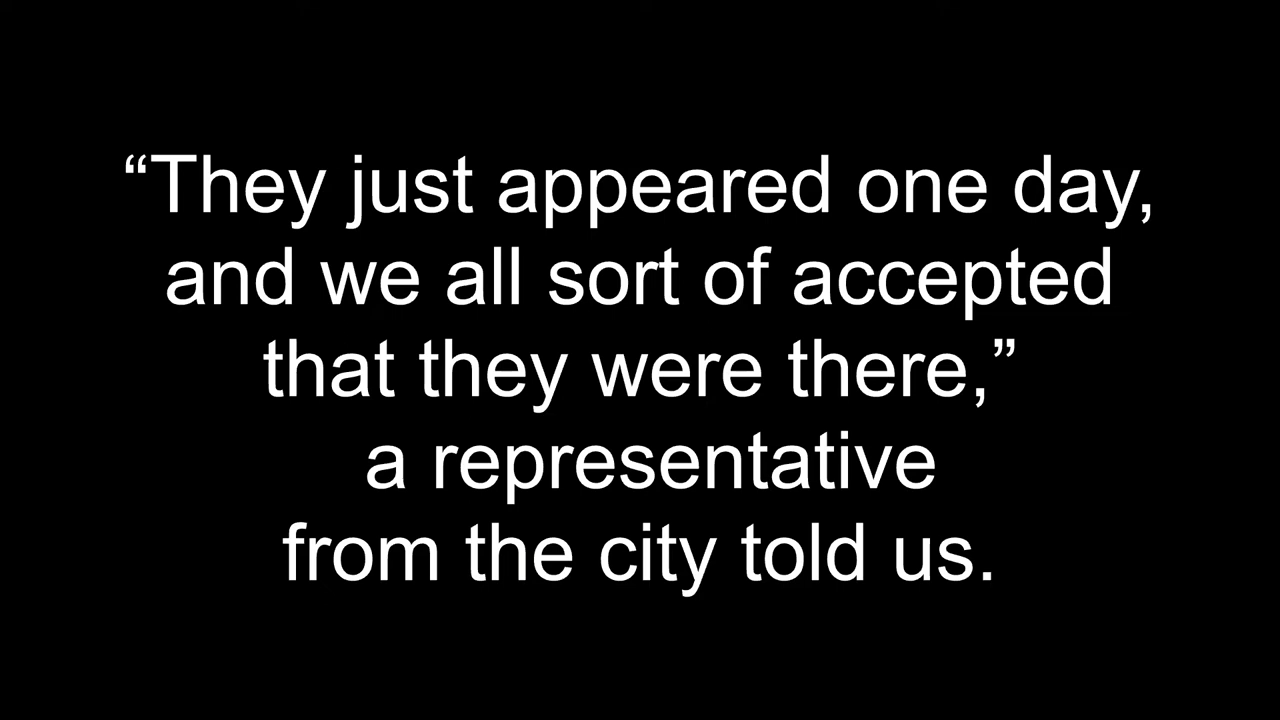 “They just appeared one day,
and we all sort of accepted
that they were there,”
a representative
from the city told us.